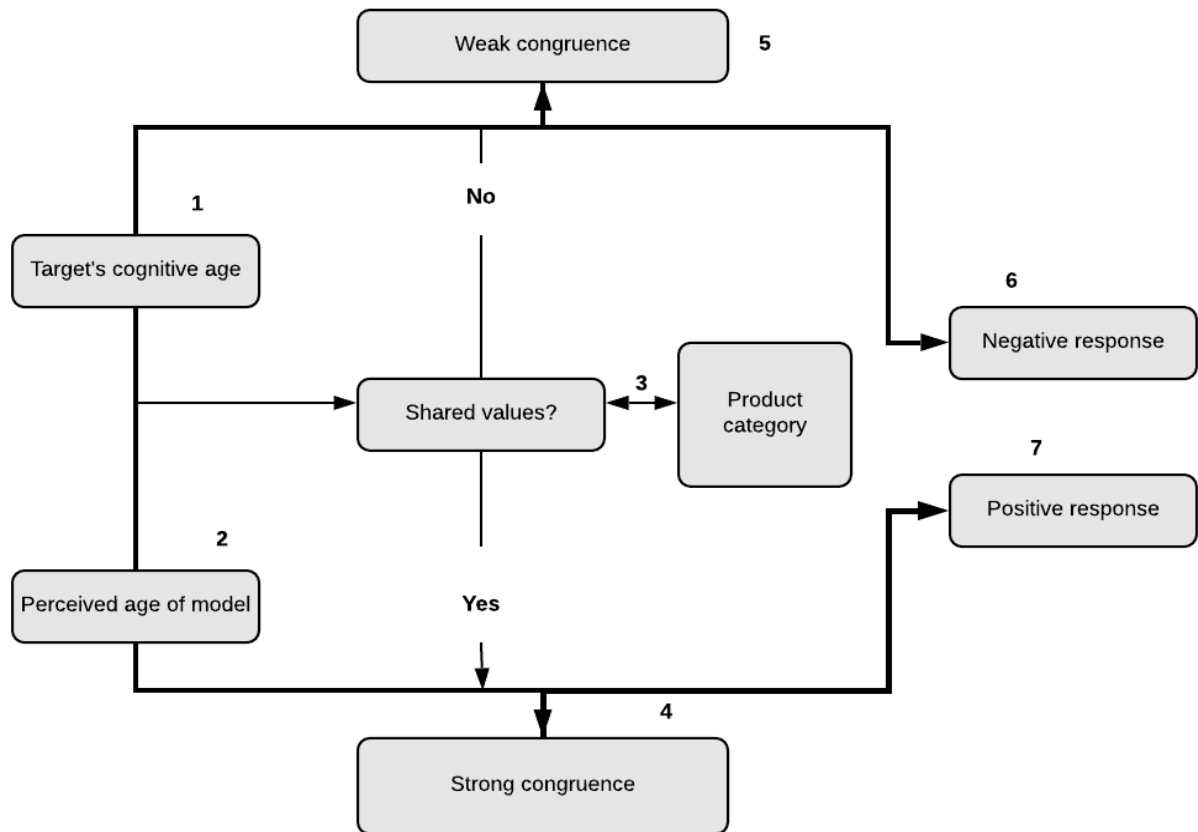 Weak congruence
5
1
No
Target's cognitive age
6
Negative response
3
Shared values?
Product
category
7
Positive response
2
Perceived age of model
Yes
4
Strong congruence